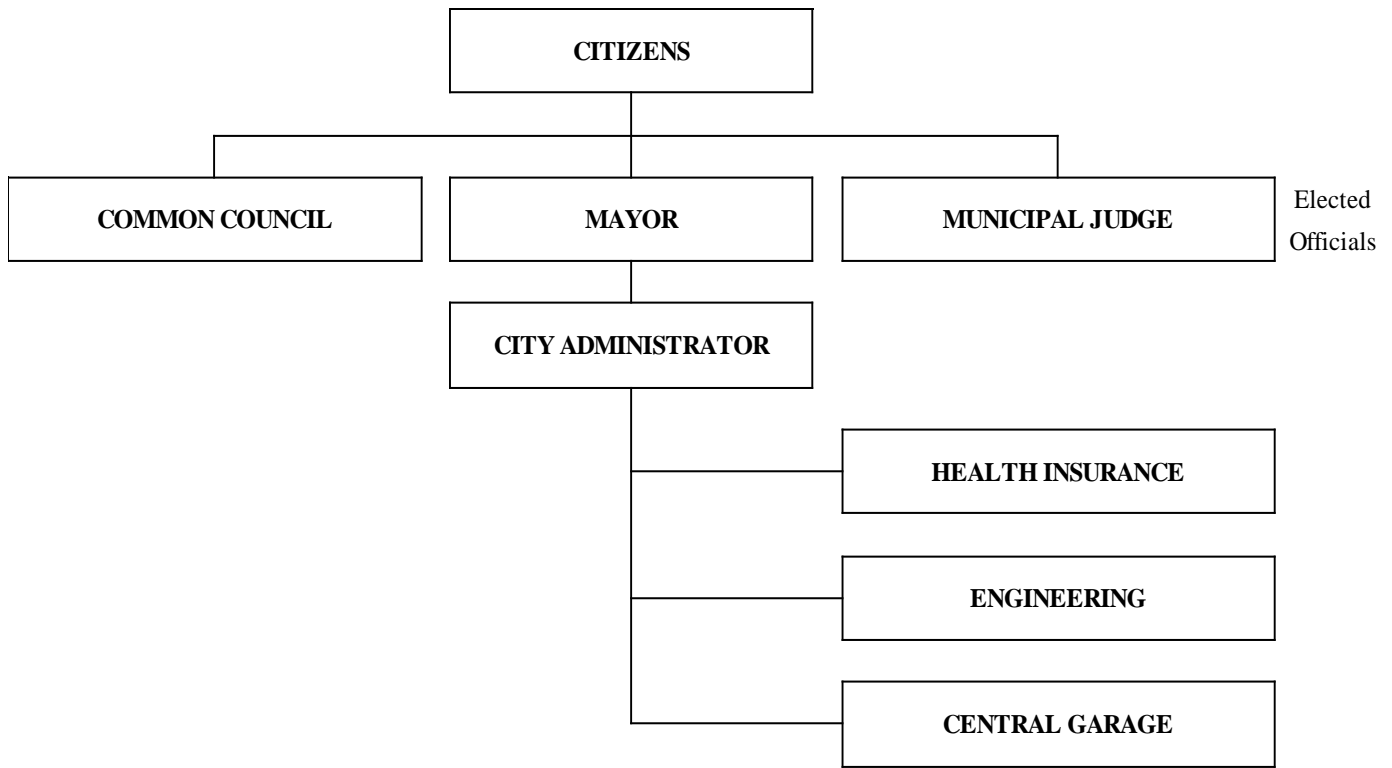 CITIZENS
COMMON COUNCIL
MAYOR
MUNICIPAL JUDGE
Elected
Officials
CITY ADMINISTRATOR
HEALTH INSURANCE
ENGINEERING
CENTRAL GARAGE